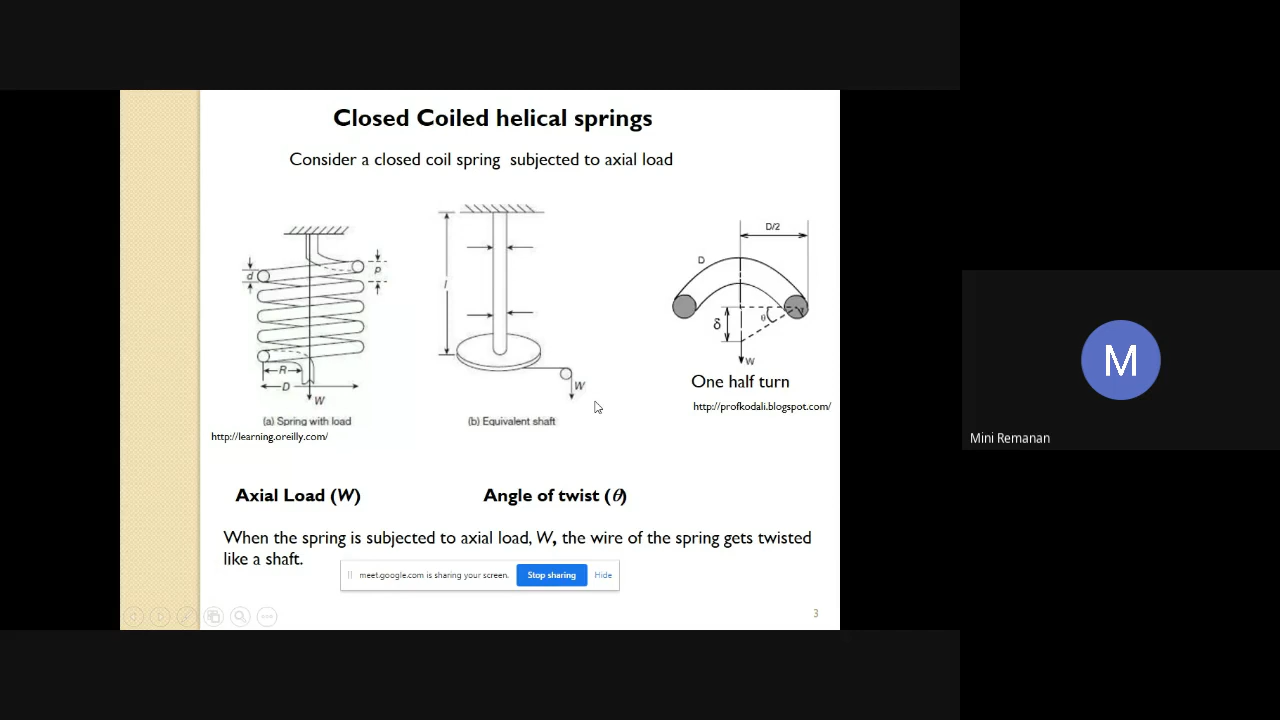 Closed Coiled helical springs
Consider a closed coil spring subjected to axial load
d
p
R
D
W
(a) Spring with load
http://learning.oreilly.com/
l
W
(b) Equivalent shaft
D/2
D
δ
θ
W
One half turn
http://profkodali.blogspot.com/
Axial Load (W)
Angle of twist (θ)
When the spring is subjected to axial load, W, the wire of the spring gets twisted
like a shaft.
meet.google.com is sharing your screen.
Stop sharing
Hide
3
M
Mini Remanan